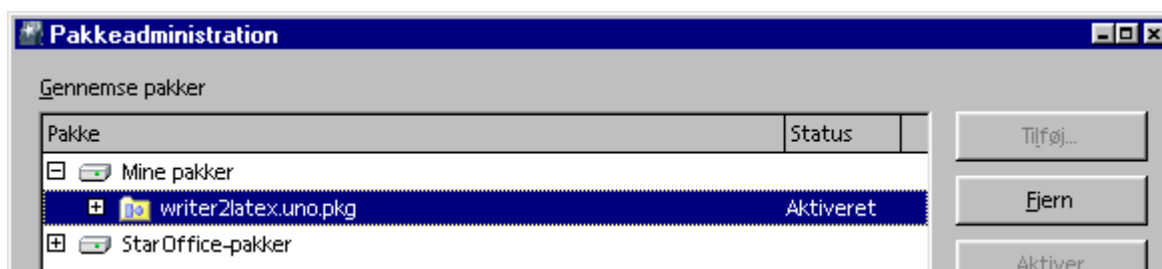 Pakkeadministration
Gennemse pakker
Pakke Status
Tilføj...
Mine pakker
writer2latex.uno.pkg Aktiveret
Fjern
StarOffice-pakker
Aktiver